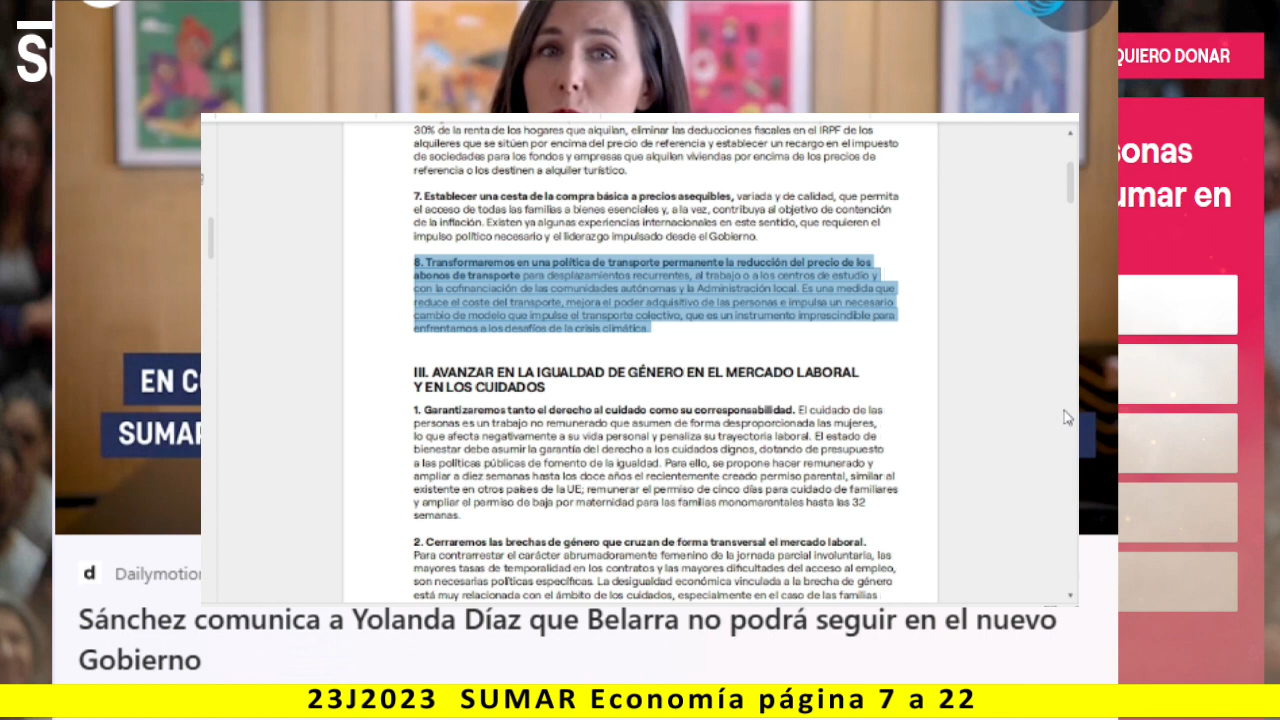 Su
QUIERO DONAR
sonas
umar en
30% de la renta de los hogares que alquilan, eliminar las deducciones fiscales en el IRPF de los
alquileres que se sitúen por encima del precio de referencia y establecer un recargo en el impuesto
de sociedades para los fondos y empresas que alquilen viviendas por encima de los precios de
referencia o los destinen a alquiler turístico.
7. Establecer una cesta de la compra básica a precios asequibles, variada y de calidad, que permita
el acceso de todas las familias a bienes esenciales y, a la vez, contribuya al objetivo de contención
de la inflación. Existen ya algunas experiencias internacionales en este sentido, que requieren el
impulso político necesario y el liderazgo impulsado desde el Gobierno.
8. Transformaremos en una política de transporte permanente la reducción del precio de los
abonos de transporte para desplazamientos recurrentes, al trabajo o a los centros de estudio y
con la cofinanciación de las comunidades autónomas y la Administración local. Es una medida que
reduce el coste del transporte, mejora el poder adquisitivo de las personas e impulsa un necesario
cambio de modelo que impulse el transporte colectivo, que es un instrumento imprescindible para
enfrentarnos a los desafíos de la crisis climática.
III. AVANZAR EN LA IGUALDAD DE GÉNERO EN EL MERCADO LABORAL
Y EN LOS CUIDADOS
1. Garantizaremos tanto el derecho al cuidado como su corresponsabilidad. El cuidado de las
personas es un trabajo no remunerado que asumen de forma desproporcionada las mujeres,
lo que afecta negativamente a su vida personal y penaliza su trayectoria laboral. El estado de
bienestar debe asumir la garantía del derecho a los cuidados dignos, dotando de presupuesto
a las políticas públicas de fomento de la igualdad. Para ello, se propone hacer remunerado y
ampliar a diez semanas hasta los doce años el recientemente creado permiso parental, similar al
existente en otros países de la UE; remunerar el permiso de cinco días para cuidado de familiares
y ampliar el permiso de baja por maternidad para las familias monomarentales hasta las 32
semanas.
2. Cerraremos las brechas de género que cruzan de forma transversal el mercado laboral.
Para contrarrestar el carácter abrumadoramente femenino de la jornada parcial involuntaria, las
mayores tasas de temporalidad en los contratos y las mayores dificultades del acceso al empleo,
son necesarias políticas específicas. La desigualdad económica vinculada a la brecha de género
está muy relacionada con el ámbito de los cuidados, especialmente en el caso de las familias
EN CO
SUMAR
d Dailymotion
Sánchez comunica a Yolanda Díaz que Belarra no podrá seguir en el nuevo
Gobierno
23J2023 SUMAR Economía página 7 a 22